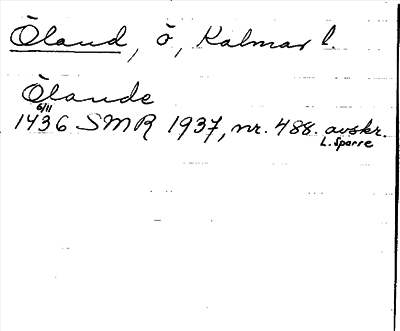 Öland, ö, Kalmar l.
Ölande
6/11
1436 SMR 1937, nr. 488. avskr.
L. Sparre